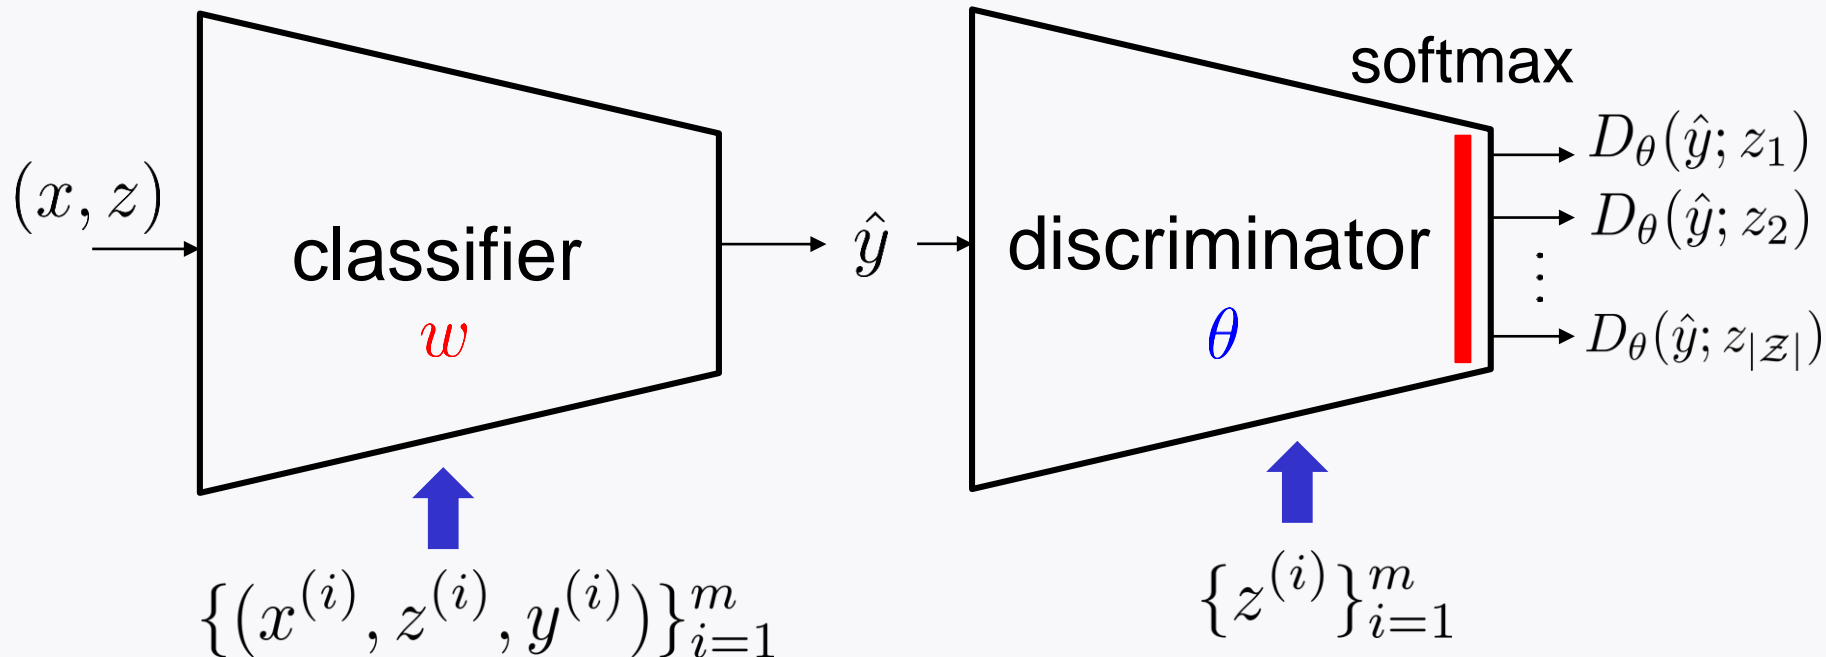 softmax
(x, z)
classifier
w
ŷ
discriminator
θ
D_θ(ŷ; z_1)
D_θ(ŷ; z_2)
⋮
D_θ(ŷ; z_{|𝒵|})
{(x^{(i)}, z^{(i)}, y^{(i)})}_{i=1}^{m}
{z^{(i)}}_{i=1}^{m}